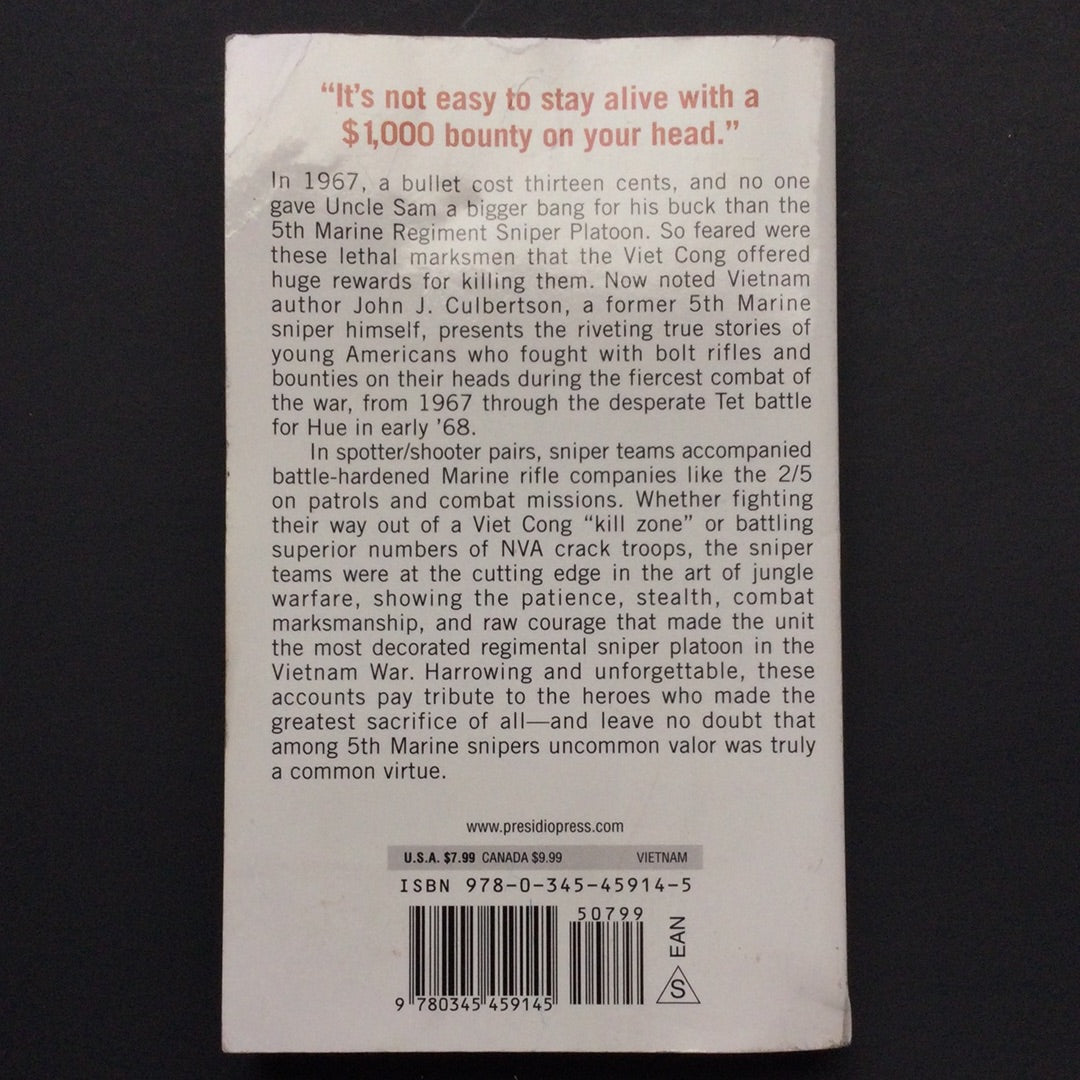 “It’s not easy to stay alive with a
$1,000 bounty on your head.”
In 1967, a bullet cost thirteen cents, and no one
gave Uncle Sam a bigger bang for his buck than the
5th Marine Regiment Sniper Platoon. So feared were
these lethal marksmen that the Viet Cong offered
huge rewards for killing them. Now noted Vietnam
author John J. Culbertson, a former 5th Marine
sniper himself, presents the riveting true stories of
young Americans who fought with bolt rifles and
bounties on their heads during the fiercest combat of
the war, from 1967 through the desperate Tet battle
for Hue in early ’68.
In spotter/shooter pairs, sniper teams accompanied
battle-hardened Marine rifle companies like the 2/5
on patrols and combat missions. Whether fighting
their way out of a Viet Cong “kill zone” or battling
superior numbers of NVA crack troops, the sniper
teams were at the cutting edge in the art of jungle
warfare, showing the patience, stealth, combat
marksmanship, and raw courage that made the unit
the most decorated regimental sniper platoon in the
Vietnam War. Harrowing and unforgettable, these
accounts pay tribute to the heroes who made the
greatest sacrifice of all—and leave no doubt that
among 5th Marine snipers uncommon valor was truly
a common virtue.
www.presidiopress.com
U.S.A. $7.99 CANADA $9.99 VIETNAM
ISBN 978-0-345-45914-5
50799
EAN
S
9 780345 459145